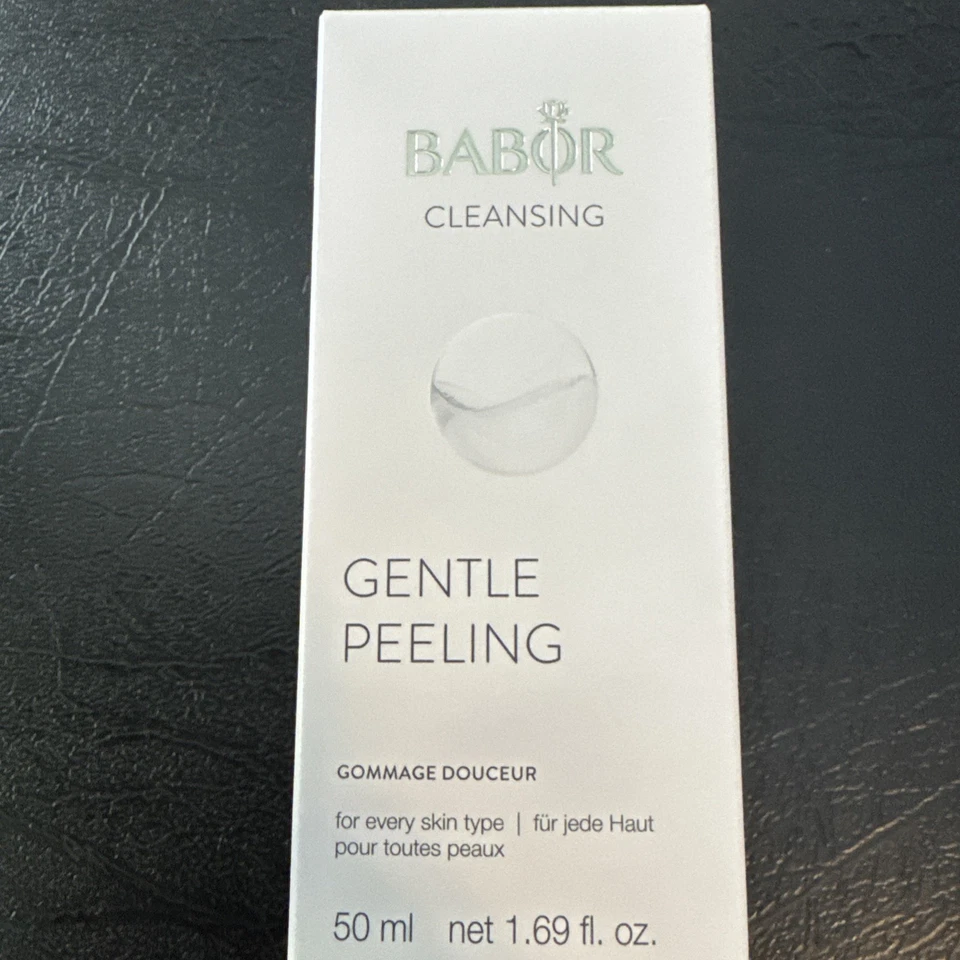 BABOR
CLEANSING
GENTLE
PEELING
GOMMAGE DOUCEUR
for every skin type | für jede Haut
pour toutes peaux
50 ml net 1.69 fl. oz.